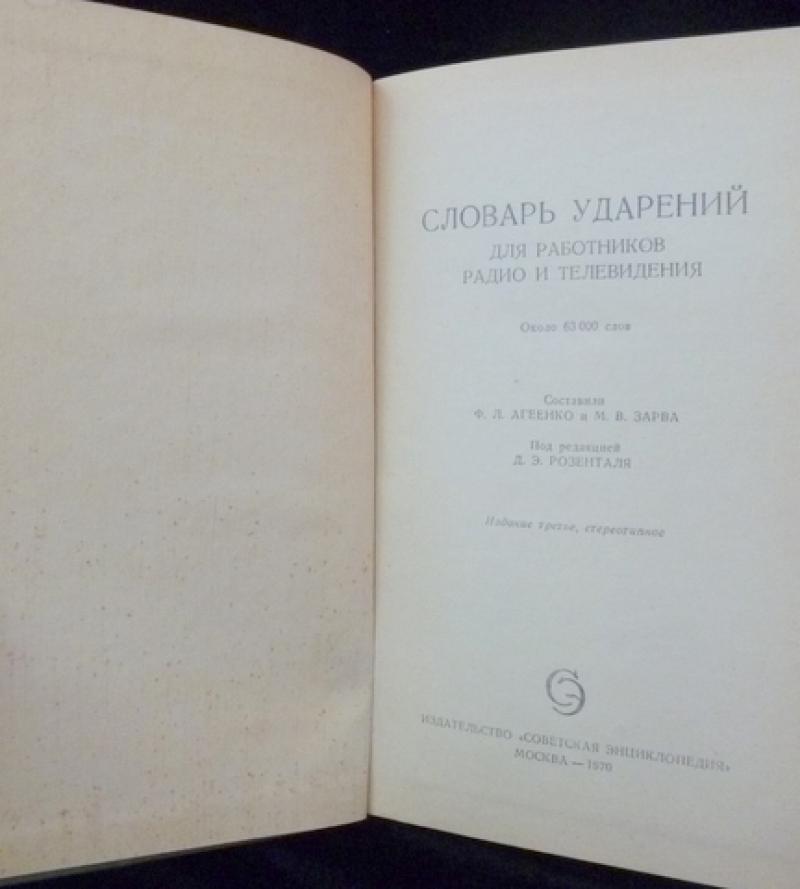 СЛОВАРЬ УДАРЕНИЙ
ДЛЯ РАБОТНИКОВ
РАДИО И ТЕЛЕВИДЕНИЯ
Около 63 000 слов
Составили
Ф. Л. АГЕЕНКО и М. В. ЗАРВА
Под редакцией
Д. Э. РОЗЕНТАЛЯ
Издание третье, стереотипное
СЭ
ИЗДАТЕЛЬСТВО «СОВЕТСКАЯ ЭНЦИКЛОПЕДИЯ»
МОСКВА — 1970